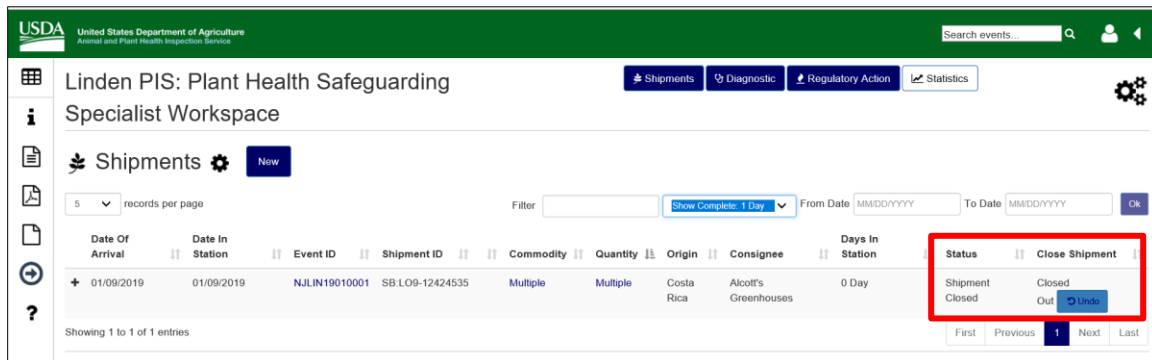 USDA
United States Department of Agriculture
Animal and Plant Health Inspection Service
Search events...
Linden PIS: Plant Health Safeguarding
Specialist Workspace
Shipments Diagnostic Regulatory Action Statistics
Shipments New
5 records per page Filter Show Complete: 1 Day From Date MM/DD/YYYY To Date MM/DD/YYYY Ok
Date Of Arrival Date In Station Event ID Shipment ID Commodity Quantity Origin Consignee Days In Station Status Close Shipment
+ 01/09/2019 01/09/2019 NJLIN19010001 SB:LO9-12424535 Multiple Multiple Costa Rica Alcott's Greenhouses 0 Day Shipment Closed Closed Out Undo
Showing 1 to 1 of 1 entries First Previous 1 Next Last